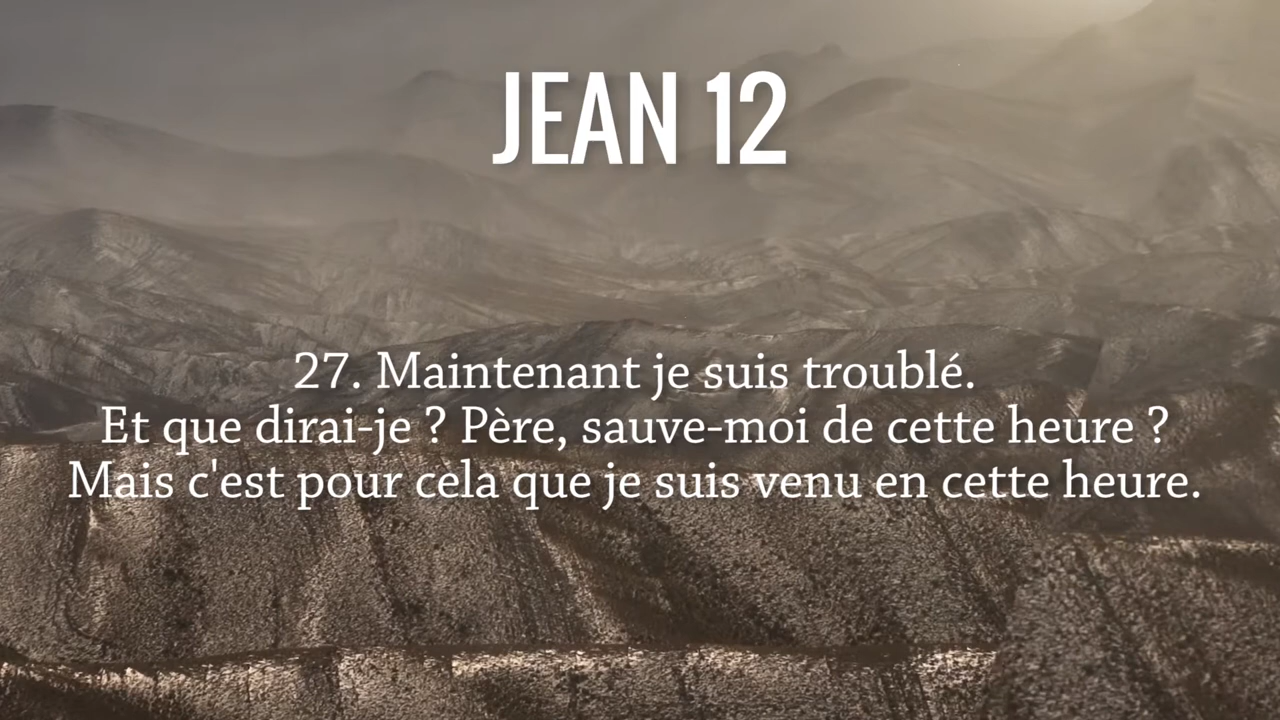 JEAN 12
27. Maintenant je suis troublé.
Et que dirai-je ? Père, sauve-moi de cette heure ?
Mais c'est pour cela que je suis venu en cette heure.